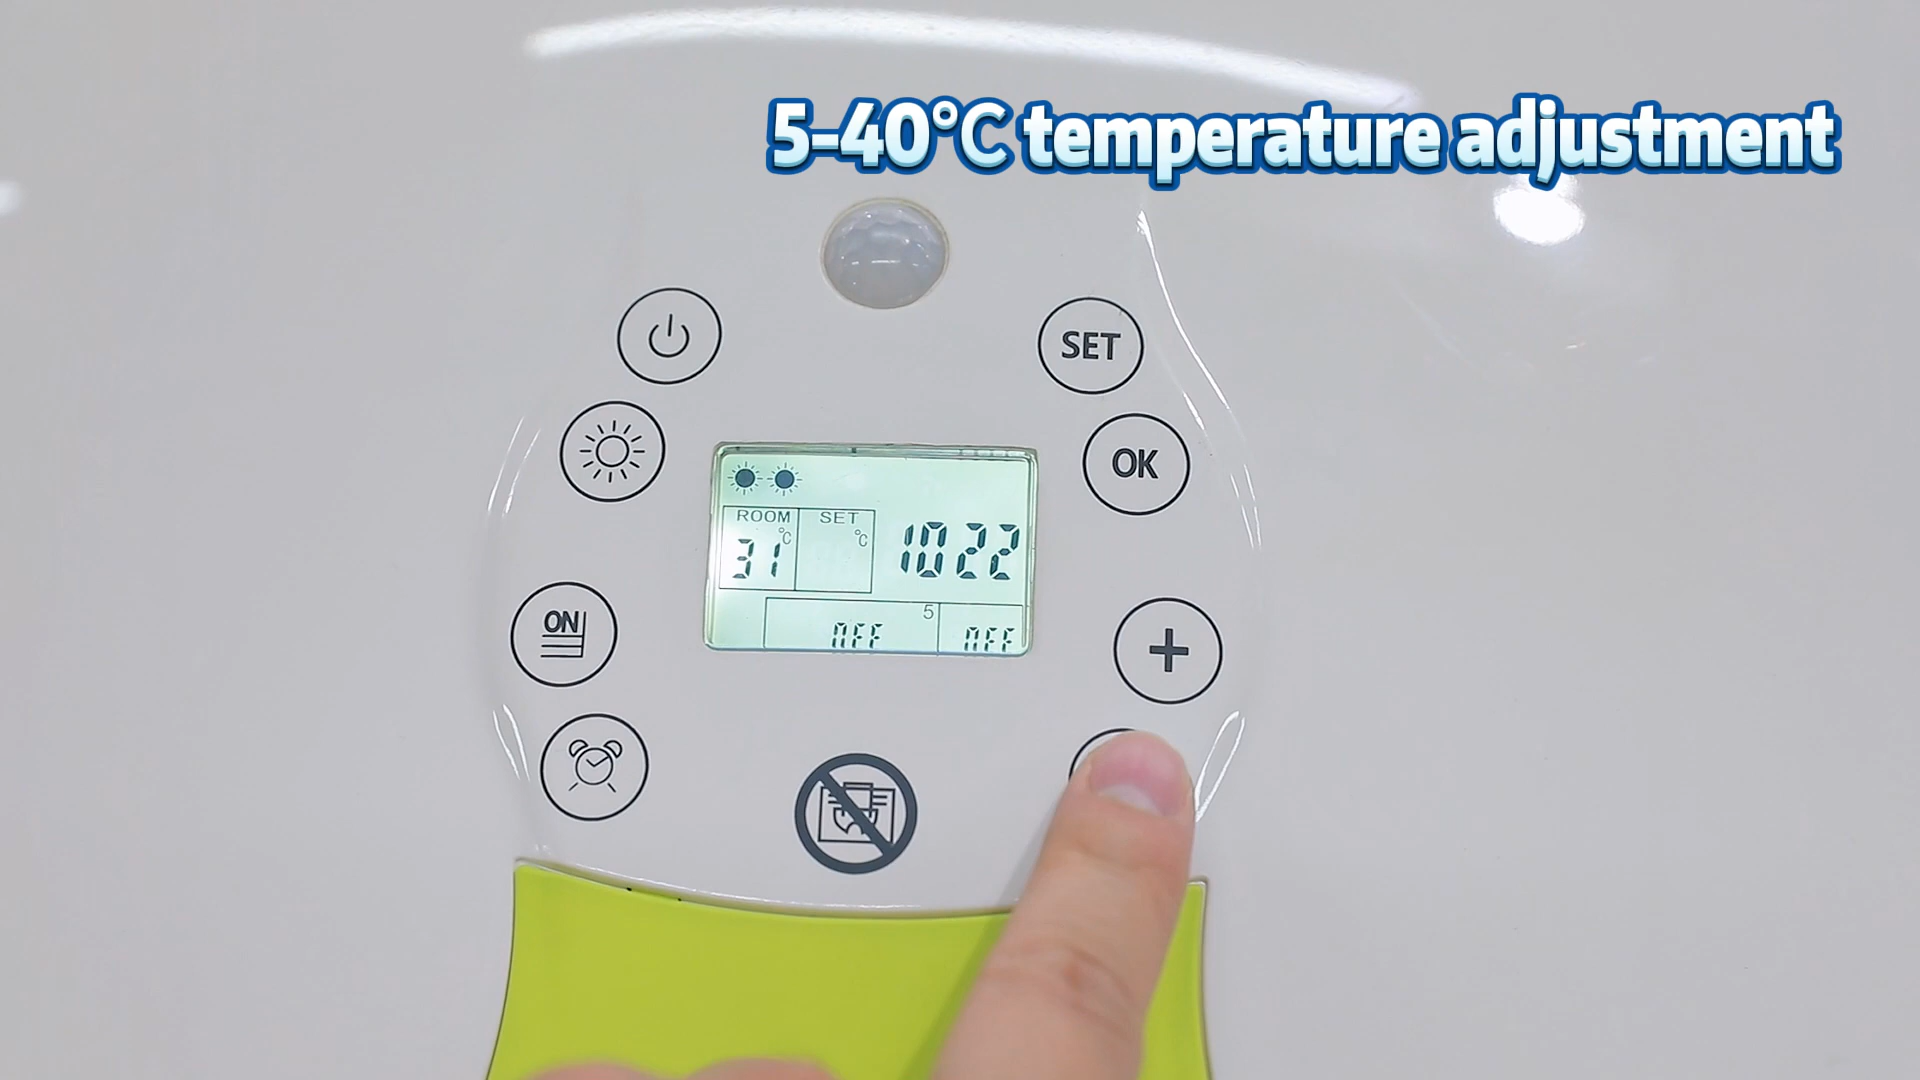 5-40°C temperature adjustment
SET
OK
ROOM SET
°C °C
31
1022
ON
5
OFF OFF
+